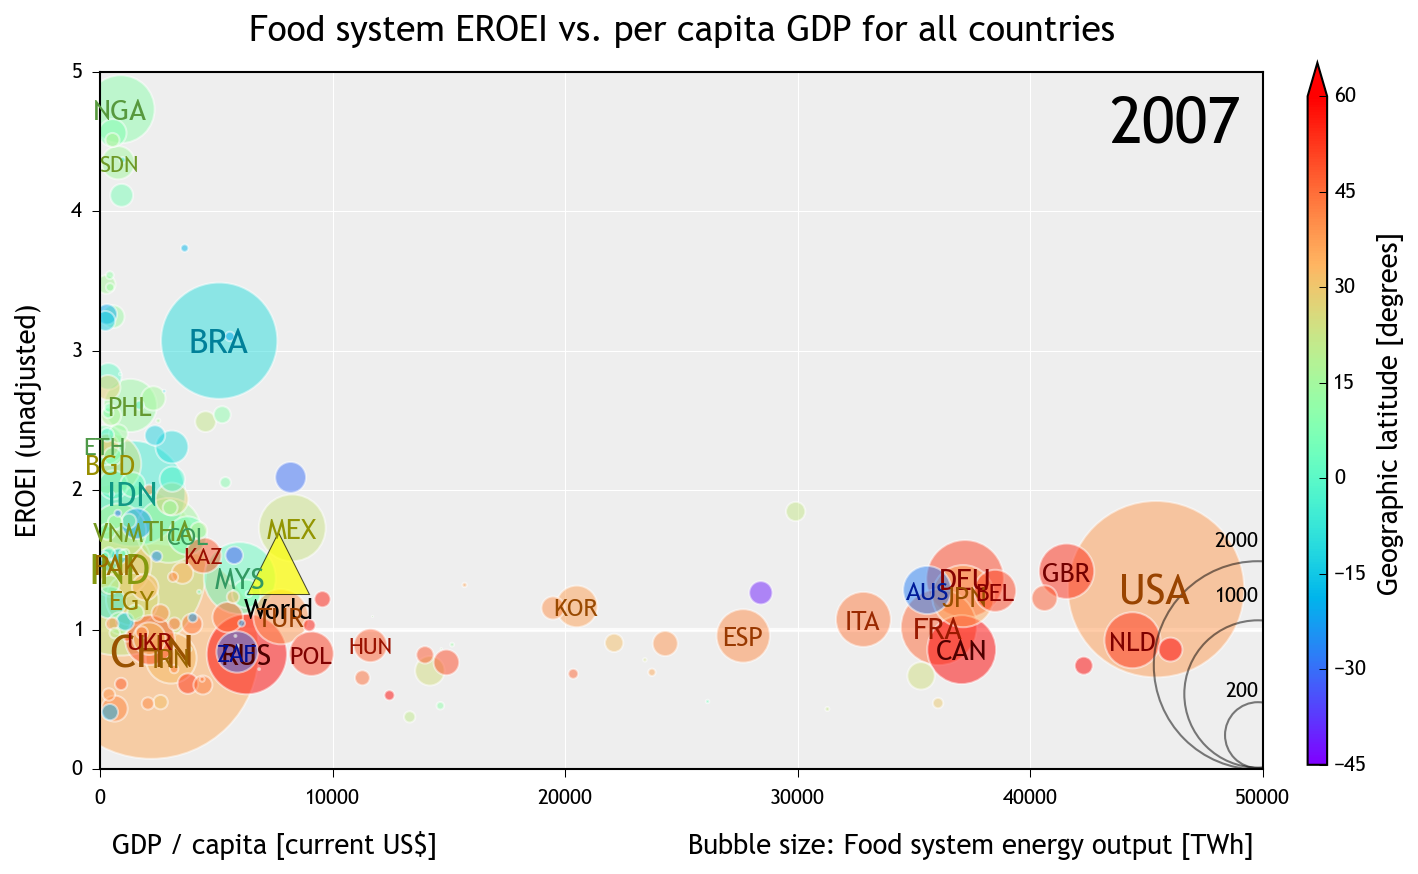 Food system EROEI vs. per capita GDP for all countries
2007
EROEI (unadjusted)
5
4
3
2
1
0
NGA
SDN
BRA
PHL
ETH
BGD
IDN
VNM
THA
COL
MEX
KAZ
IND
PAK
MYS
EGY
World
TUR
KOR
ESP
ITA
DEU
AUS
JPN
BEL
GBR
USA
FRA
CAN
NLD
CHN
UKR
IRN
ZAF
RUS
POL
HUN
2000
1000
200
0
10000
20000
30000
40000
50000
GDP / capita [current US$]
Bubble size: Food system energy output [TWh]
60
45
30
15
0
−15
−30
−45
Geographic latitude [degrees]